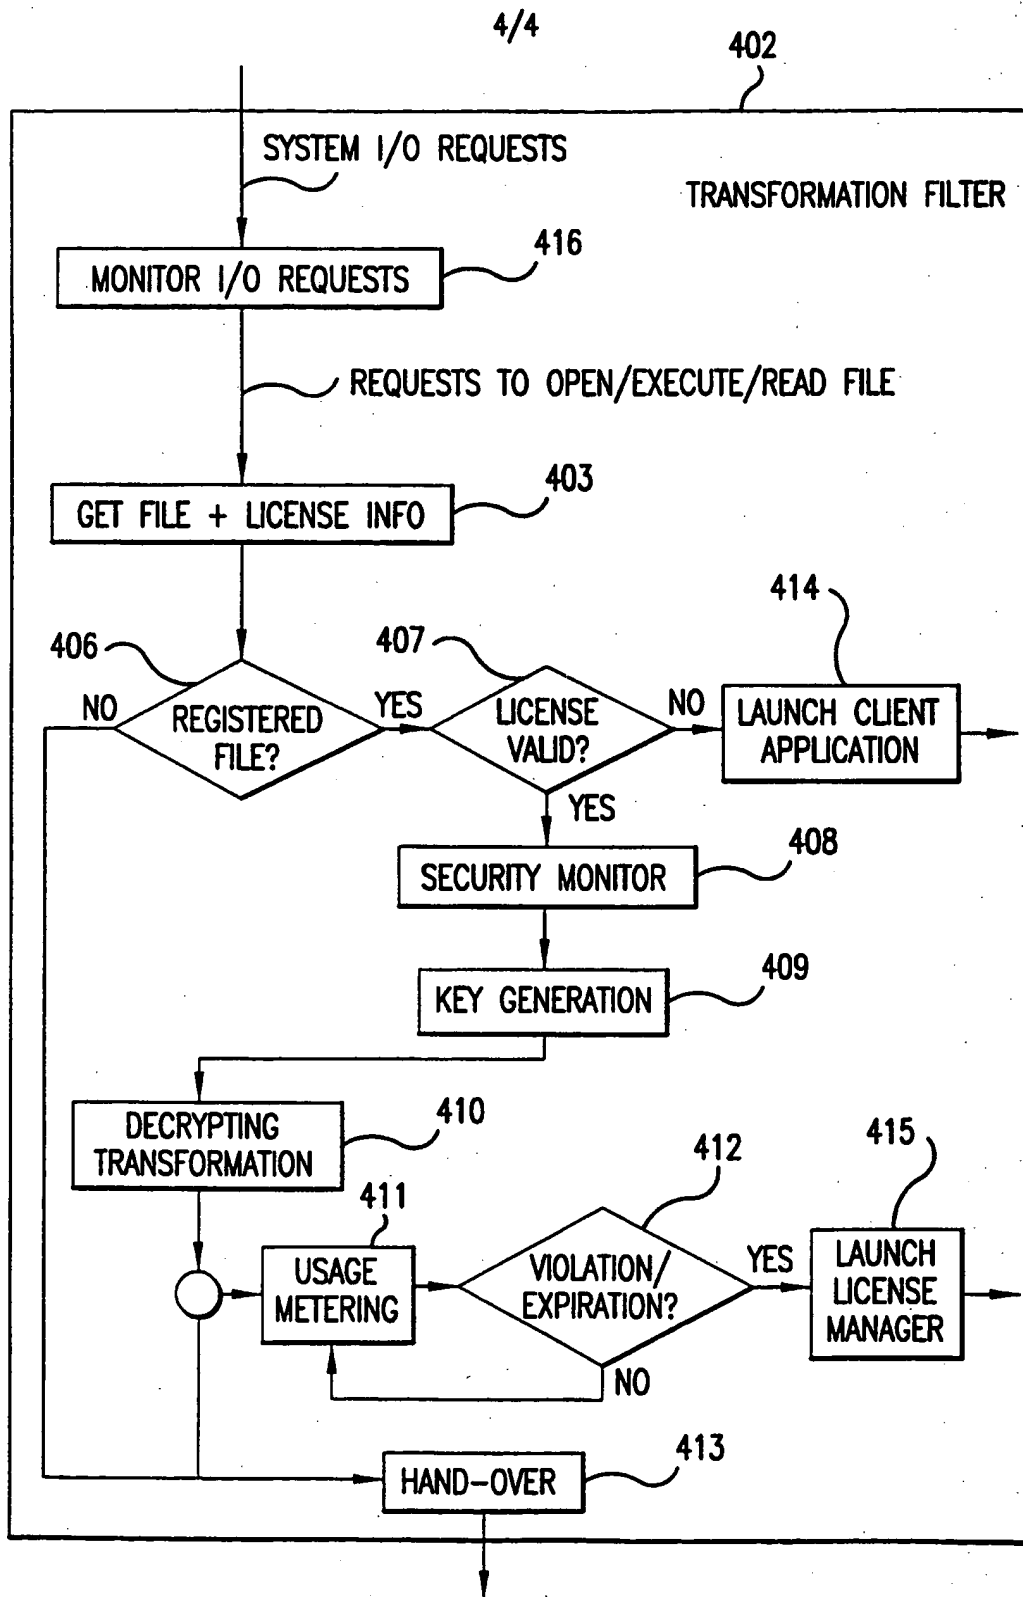 4/4
402
SYSTEM I/O REQUESTS
TRANSFORMATION FILTER
416
MONITOR I/O REQUESTS
REQUESTS TO OPEN/EXECUTE/READ FILE
403
GET FILE + LICENSE INFO
414
406
407
NO
REGISTERED
FILE?
YES
LICENSE
VALID?
NO
LAUNCH CLIENT
APPLICATION
YES
408
SECURITY MONITOR
409
KEY GENERATION
410
DECRYPTING
TRANSFORMATION
411
412
415
USAGE
METERING
VIOLATION/
EXPIRATION?
YES
LAUNCH
LICENSE
MANAGER
NO
413
HAND-OVER